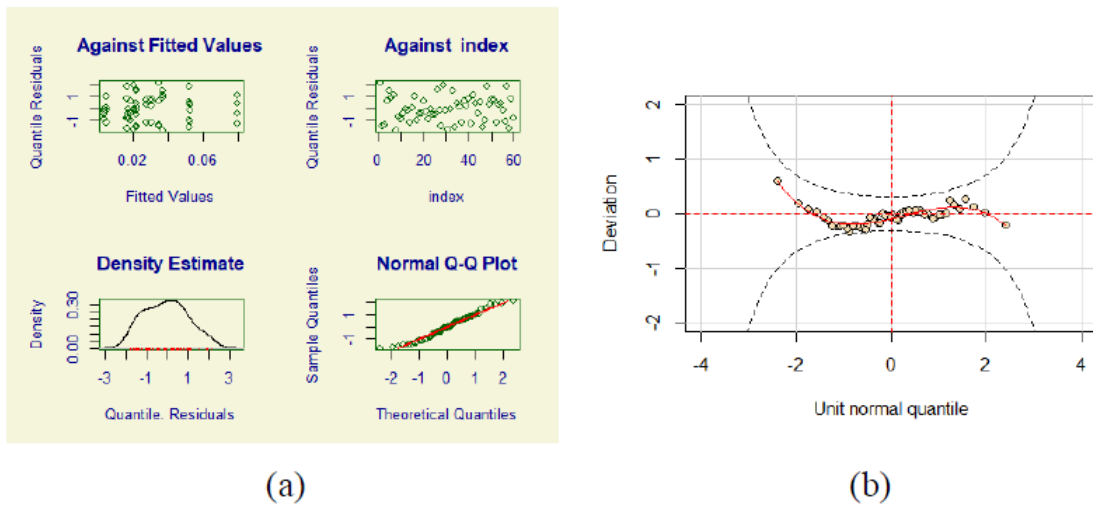 Against Fitted Values
Quantile Residuals
1
-1
0.02 0.06
Fitted Values
Against index
Quantile Residuals
1
-1
0 20 40 60
index
Density Estimate
Density
0.30
0.00
-3 -1 1 3
Quantile. Residuals
Normal Q-Q Plot
Sample Quantiles
1
-1
-2 -1 0 1 2
Theoretical Quantiles
(a)
Deviation
2
1
0
-1
-2
-4 -2 0 2 4
Unit normal quantile
(b)